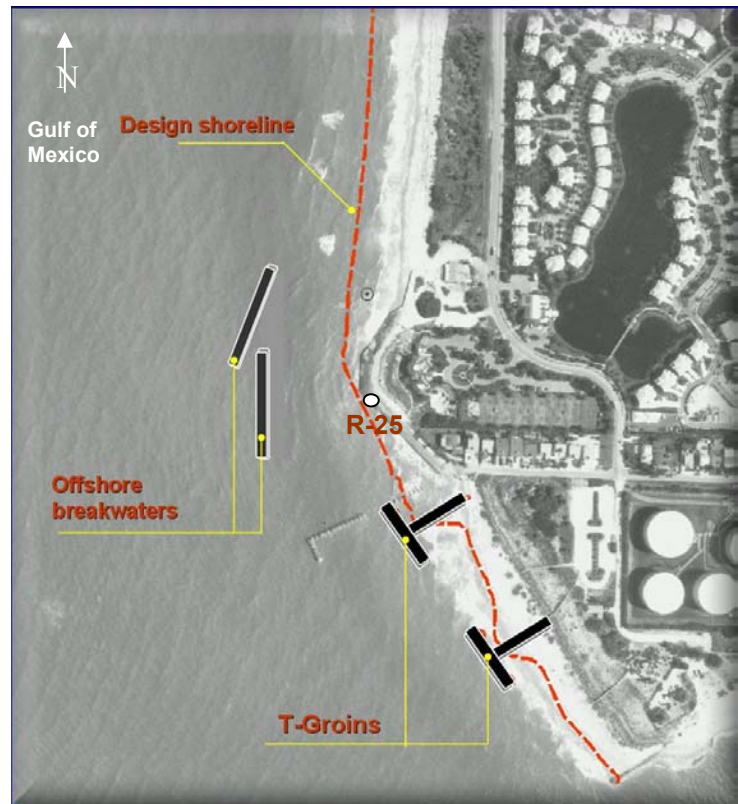 N
Gulf of
Mexico
Design shoreline
R-25
Offshore
breakwaters
T-Groins